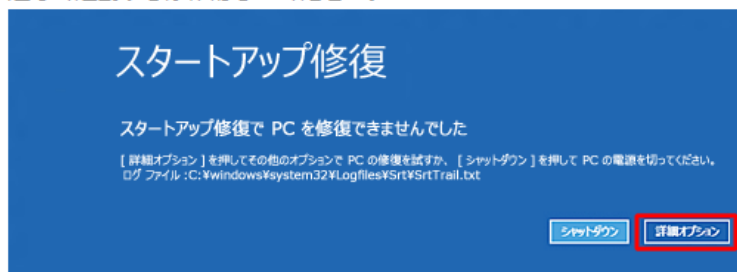 スタートアップ修復
スタートアップ修復で PC を修復できませんでした
[ 詳細オプション ] を押してその他のオプションで PC の修復を試すか、 [ シャットダウン ] を押して PC の電源を切ってください。
ログ ファイル :C:¥windows¥system32¥Logfiles¥Srt¥SrtTrail.txt
シャットダウン
詳細オプション